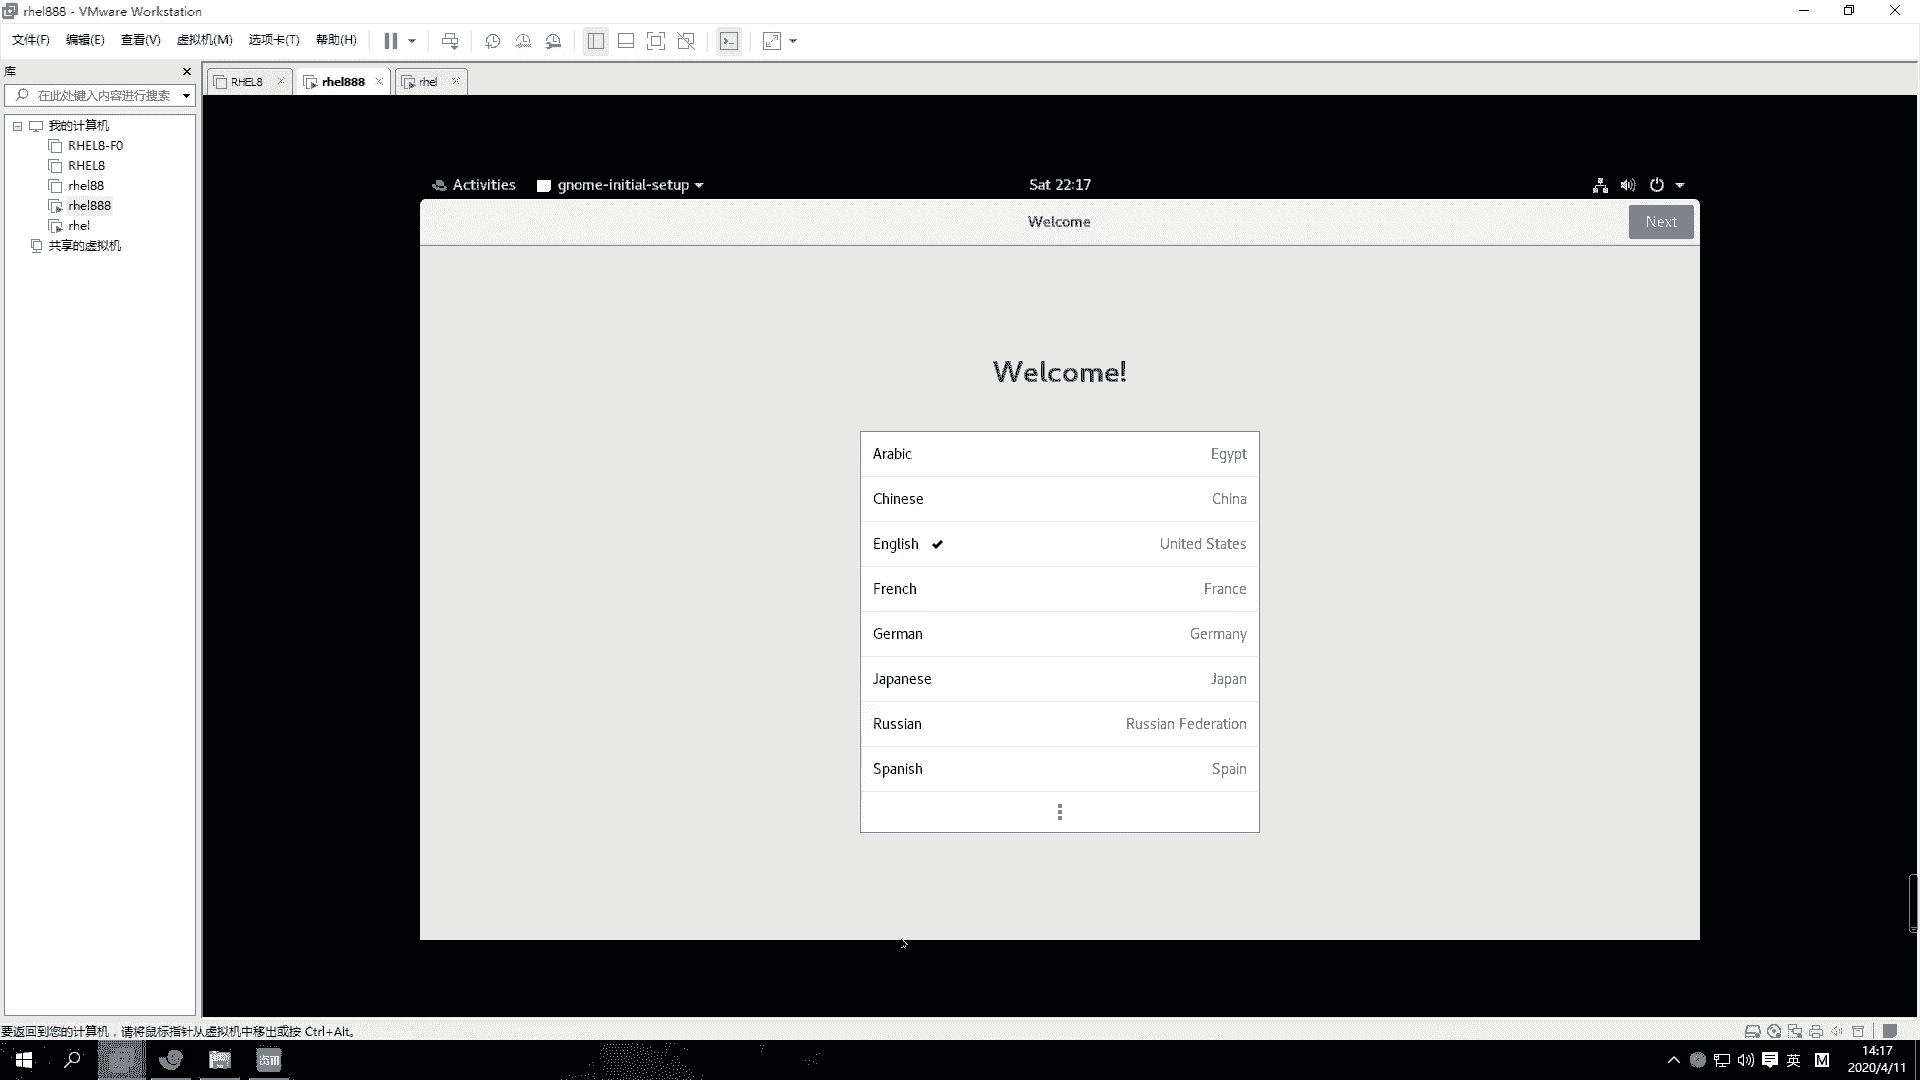 rhel888 - VMware Workstation
文件(F) 编辑(E) 查看(V) 虚拟机(M) 选项卡(T) 帮助(H)
库
在此处键入内容进行搜索
我的计算机
RHEL8-F0
RHEL8
rhel88
rhel888
rhel
共享的虚拟机
RHEL8 rhel888 rhel
Activities gnome-initial-setup Sat 22:17
Welcome Next
Welcome!
Arabic Egypt
Chinese China
English United States
French France
German Germany
Japanese Japan
Russian Russian Federation
Spanish Spain
要返回到您的计算机，请将鼠标指针从虚拟机中移出或按 Ctrl+Alt。
英 M
14:17
2020/4/11